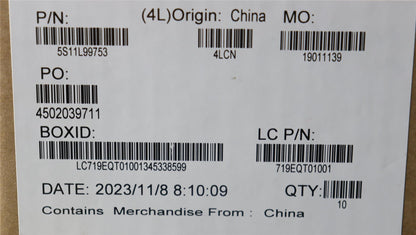 P/N: (4L)Origin: China MO:
5S11L99753 4LCN 19011139
PO:
4502039711
BOXID: LC P/N:
LC719EQT01001345338599 719EQT01001
DATE: 2023/11/8 8:10:09 QTY:
10
Contains Merchandise From : China